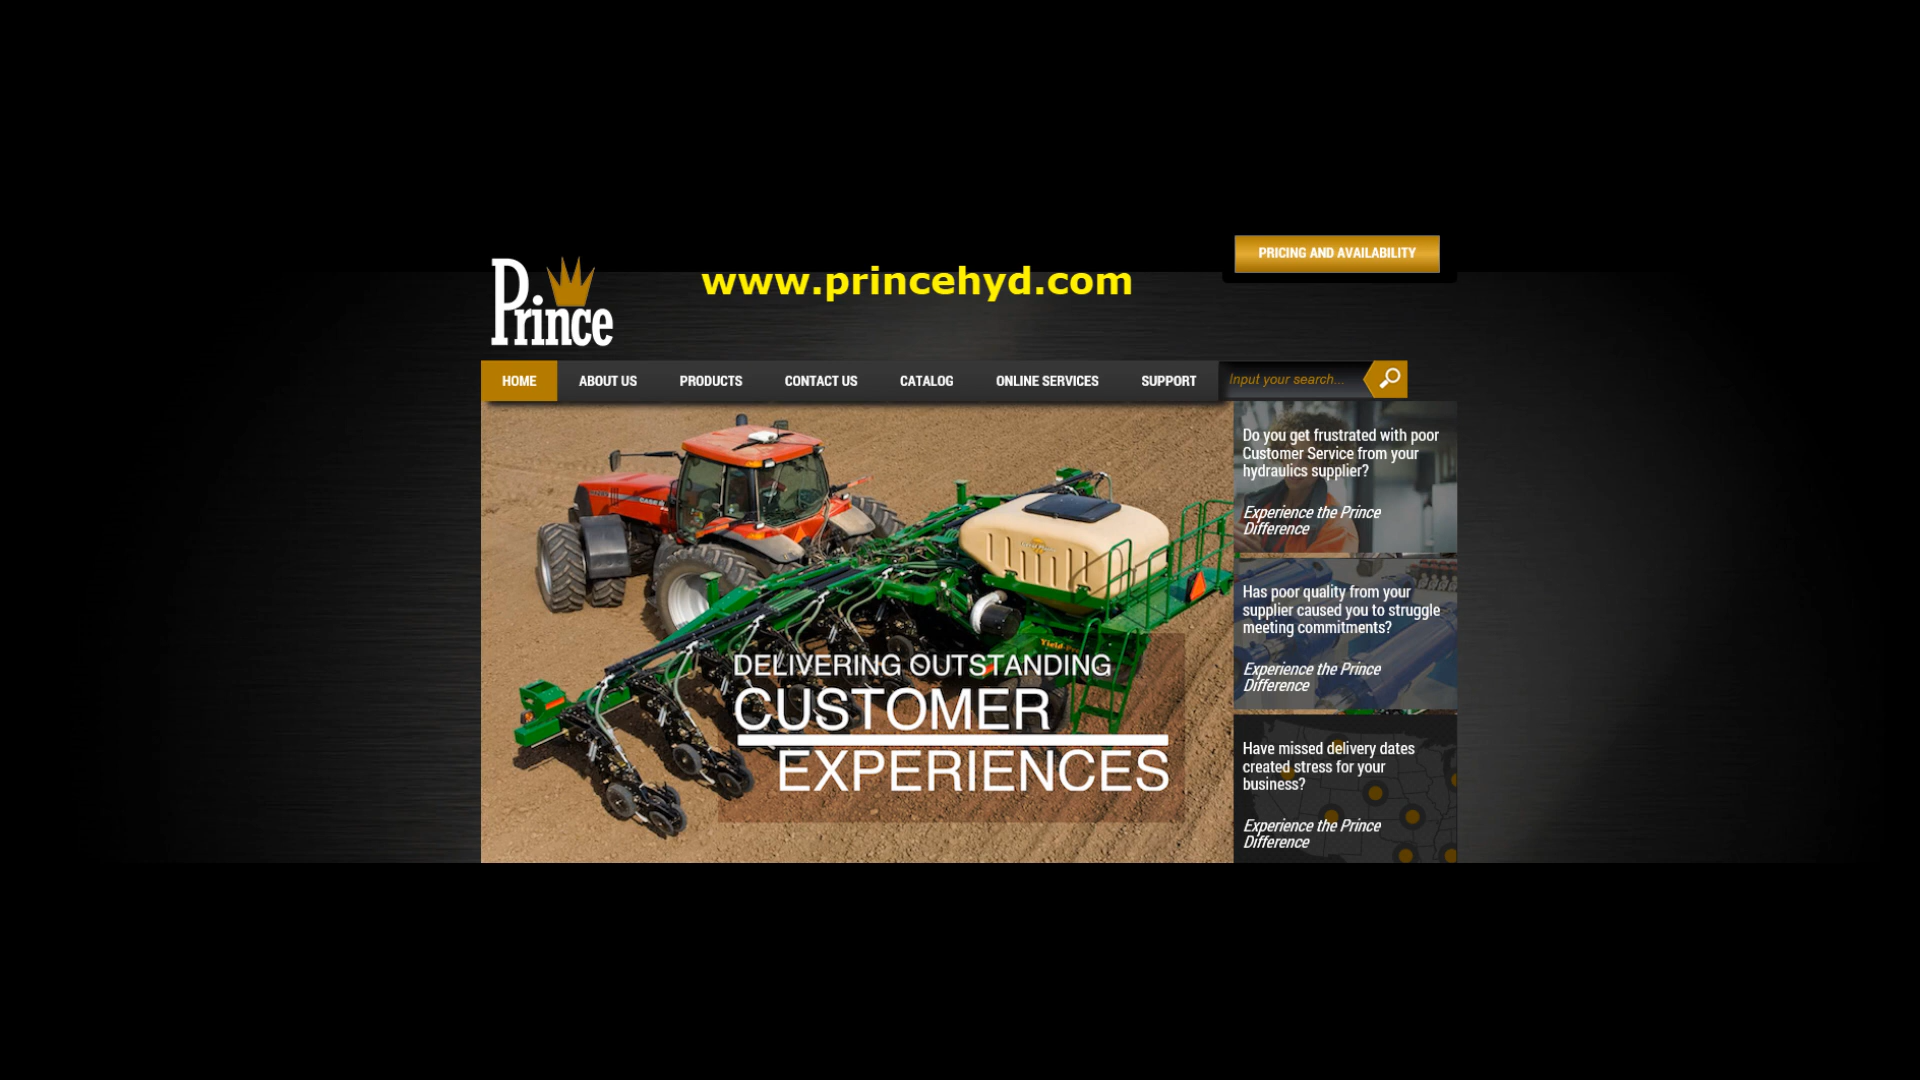 PRICING AND AVAILABILITY
www.princehyd.com
Prince
HOME ABOUT US PRODUCTS CONTACT US CATALOG ONLINE SERVICES SUPPORT Input your search...
Do you get frustrated with poor
Customer Service from your
hydraulics supplier?
Experience the Prince
Difference
Has poor quality from your
supplier caused you to struggle
meeting commitments?
Experience the Prince
Difference
Have missed delivery dates
created stress for your
business?
Experience the Prince
Difference
CASE IH
DELIVERING OUTSTANDING
CUSTOMER
EXPERIENCES